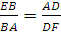 EB/BA = AD/DF